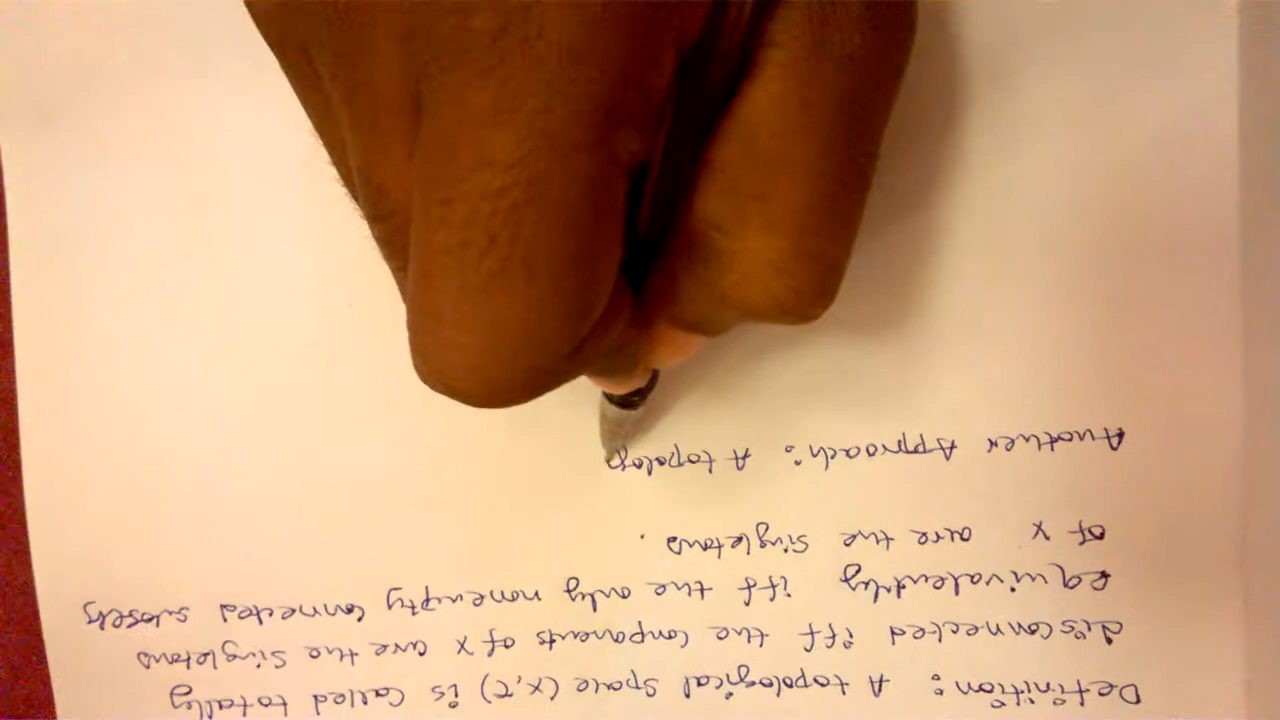 Definition: A topological space (X,τ) is called totally
disconnected iff the components of X are the singletons
equivalently iff the only nonempty connected subsets
of X are the singletons.
Another Approach: A topolog